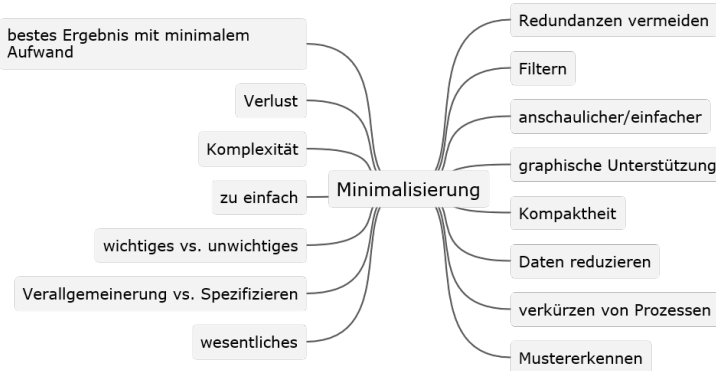 bestes Ergebnis mit minimalem
Aufwand
Verlust
Komplexität
zu einfach
wichtiges vs. unwichtiges
Verallgemeinerung vs. Spezifizieren
wesentliches
Minimalisierung
Redundanzen vermeiden
Filtern
anschaulicher/einfacher
graphische Unterstützung
Kompaktheit
Daten reduzieren
verkürzen von Prozessen
Mustererkennen